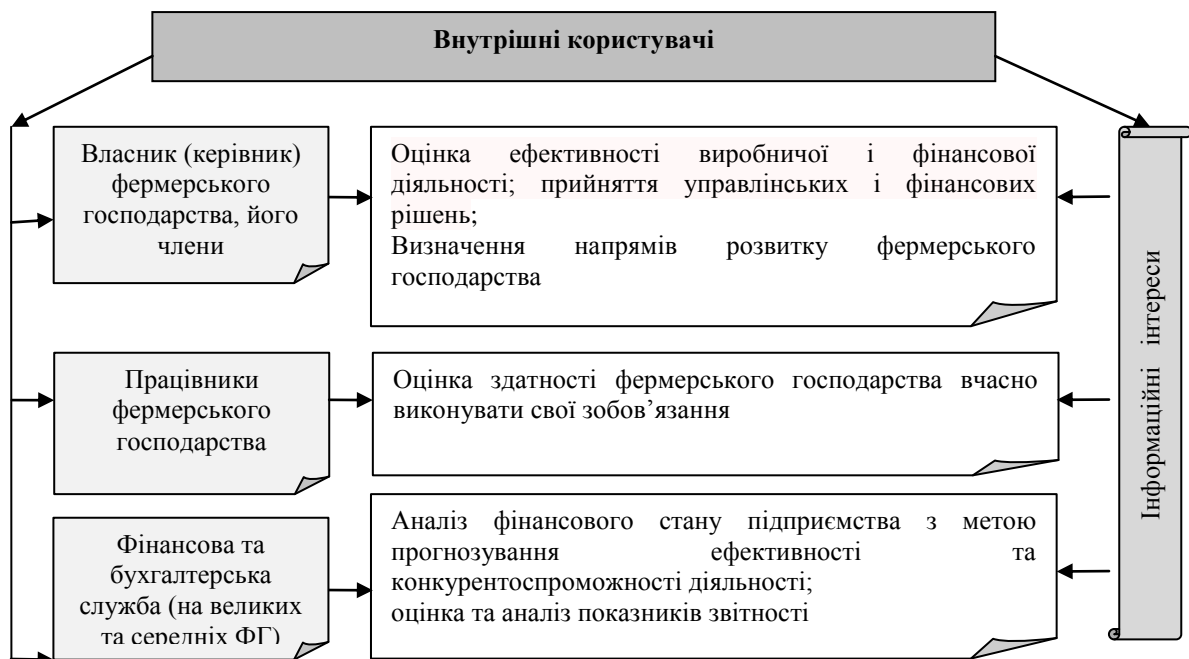 Внутрішні користувачі
Власник (керівник)
фермерського
господарства, його
члени
Оцінка ефективності виробничої і фінансової
діяльності; прийняття управлінських і фінансових
рішень;
Визначення напрямів розвитку фермерського
господарства
Працівники
фермерського
господарства
Оцінка здатності фермерського господарства вчасно
виконувати свої зобов’язання
Фінансова та
бухгалтерська
служба (на великих
та середніх ФГ)
Аналіз фінансового стану підприємства з метою
прогнозування ефективності та
конкурентоспроможності діяльності;
оцінка та аналіз показників звітності
Інформаційні інтереси